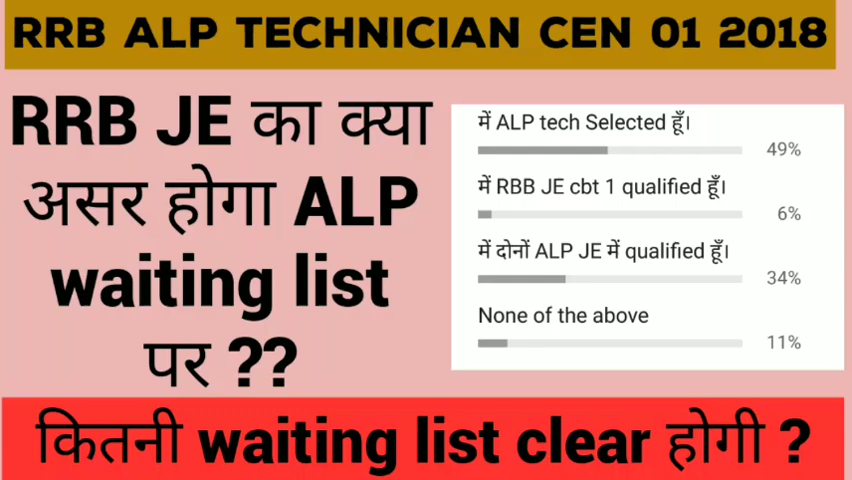 RRB ALP TECHNICIAN CEN 01 2018
RRB JE का क्या
असर होगा ALP
waiting list
पर ??
में ALP tech Selected हूँ।
49%
में RBB JE cbt 1 qualified हूँ।
6%
में दोनों ALP JE में qualified हूँ।
34%
None of the above
11%
कितनी waiting list clear होगी ?